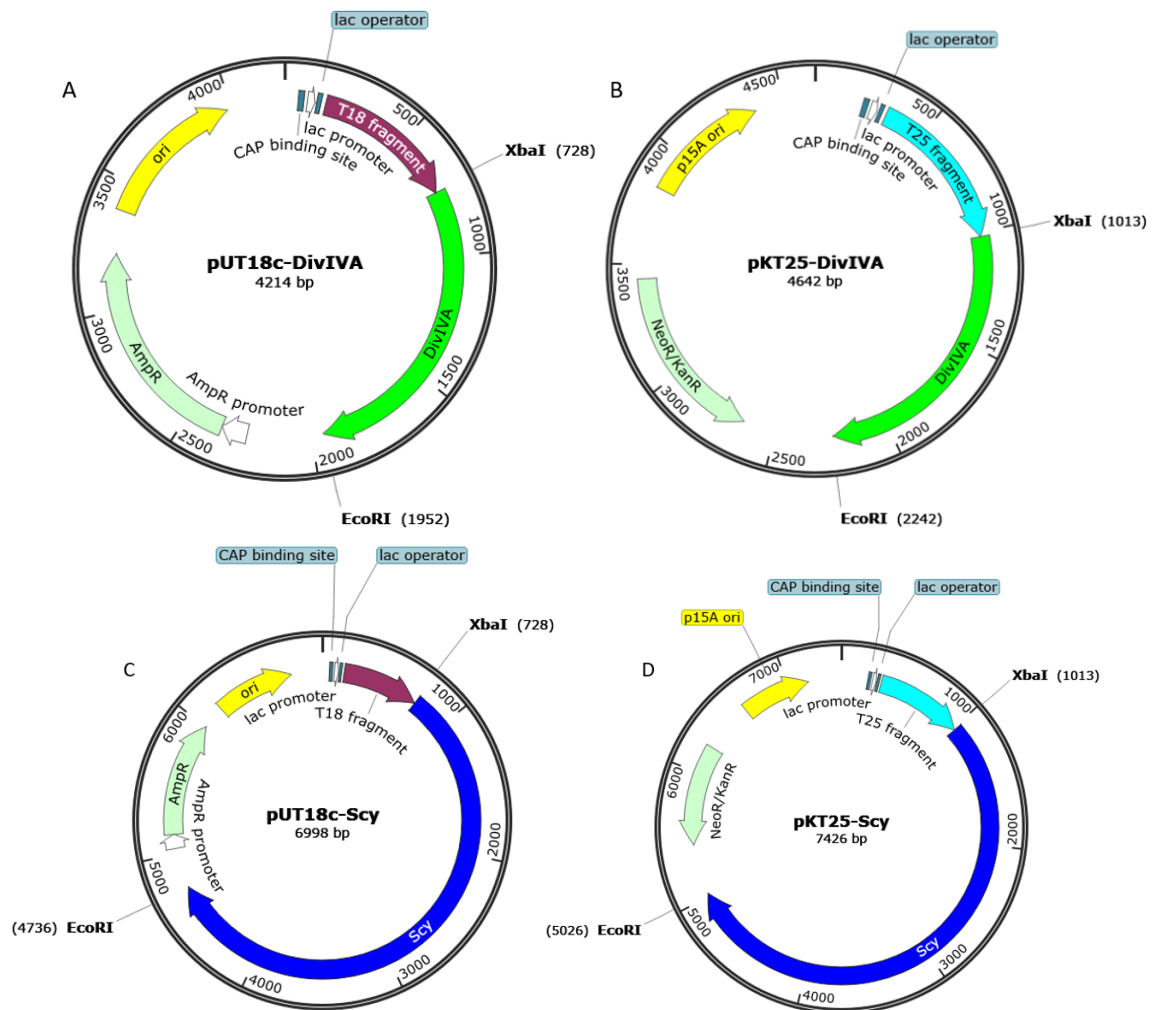 A
lac operator
4000
500
ori
T18 fragment
lac promoter
CAP binding site
XbaI (728)
3500
1000
pUT18c-DivIVA
4214 bp
3000
DivIVA
AmpR
AmpR promoter
1500
2500
2000
EcoRI (1952)
B
lac operator
4500
500
p15A ori
T25 fragment
lac promoter
CAP binding site
4000
1000
XbaI (1013)
pKT25-DivIVA
4642 bp
3500
NeoR/KanR
DivIVA
1500
3000
2500
2000
EcoRI (2242)
C
CAP binding site
lac operator
XbaI (728)
ori
lac promoter
T18 fragment
1000
6000
AmpR
AmpR promoter
pUT18c-Scy
6998 bp
2000
5000
(4736) EcoRI
Scy
4000
3000
D
CAP binding site
lac operator
p15A ori
7000
XbaI (1013)
lac promoter
T25 fragment
1000
6000
NeoR/KanR
pKT25-Scy
7426 bp
2000
(5026) EcoRI
5000
Scy
4000
3000